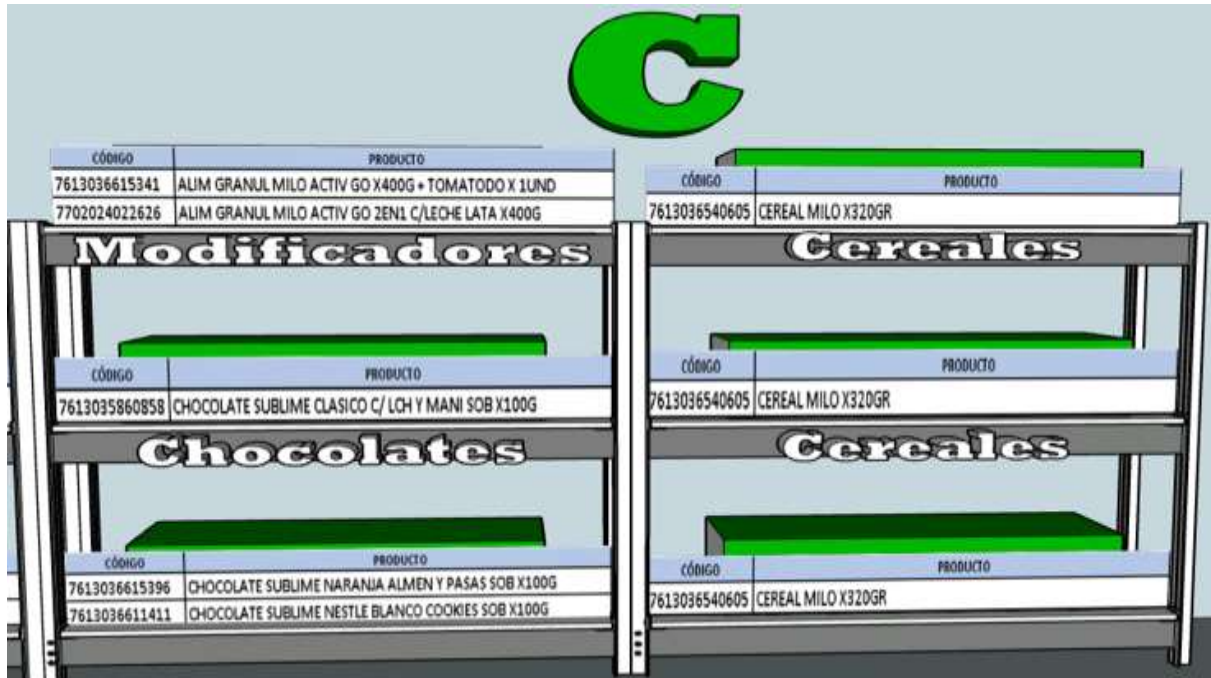 C
CÓDIGO PRODUCTO
7613036615341 ALIM GRANUL MILO ACTIV GO X400G + TOMATODO X 1UND
7702024022626 ALIM GRANUL MILO ACTIV GO 2EN1 C/LECHE LATA X400G
Modificadores
CÓDIGO PRODUCTO
7613035860858 CHOCOLATE SUBLIME CLASICO C/ LCH Y MANI SOB X100G
Chocolates
CÓDIGO PRODUCTO
7613036615396 CHOCOLATE SUBLIME NARANJA ALMEN Y PASAS SOB X100G
7613036611411 CHOCOLATE SUBLIME NESTLE BLANCO COOKIES SOB X100G
CÓDIGO PRODUCTO
7613036540605 CEREAL MILO X320GR
Cereales
CÓDIGO PRODUCTO
7613036540605 CEREAL MILO X320GR
Cereales
CÓDIGO PRODUCTO
7613036540605 CEREAL MILO X320GR